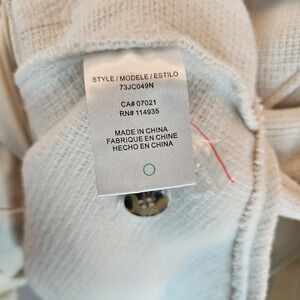 STYLE / MODELE / ESTILO
73JC049N
CA# 07021
RN# 114935
MADE IN CHINA
FABRIQUE EN CHINE
HECHO EN CHINA